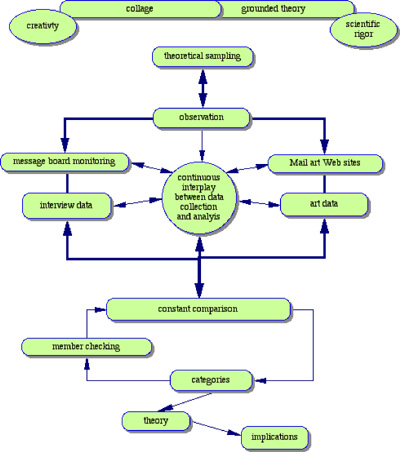 collage
grounded theory
creativty
scientific
rigor
theoretical sampling
observation
message board monitoring
Mail art Web sites
continuous
interplay
between data
collection
and analyis
interview data
art data
constant comparison
member checking
categories
theory
implications